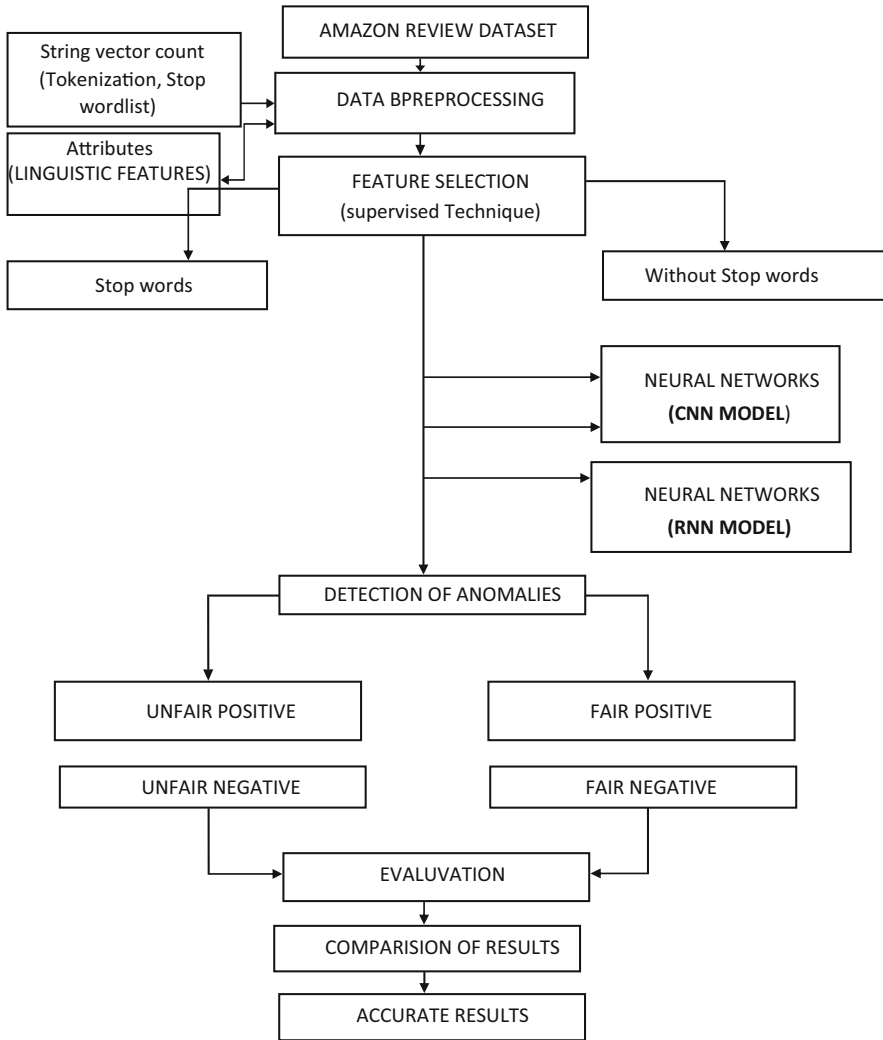 AMAZON REVIEW DATASET
String vector count
(Tokenization, Stop
wordlist)
DATA BPREPROCESSING
Attributes
(LINGUISTIC FEATURES)
FEATURE SELECTION
(supervised Technique)
Stop words
Without Stop words
NEURAL NETWORKS
(CNN MODEL)
NEURAL NETWORKS
(RNN MODEL)
DETECTION OF ANOMALIES
UNFAIR POSITIVE
FAIR POSITIVE
UNFAIR NEGATIVE
FAIR NEGATIVE
EVALUVATION
COMPARISION OF RESULTS
ACCURATE RESULTS